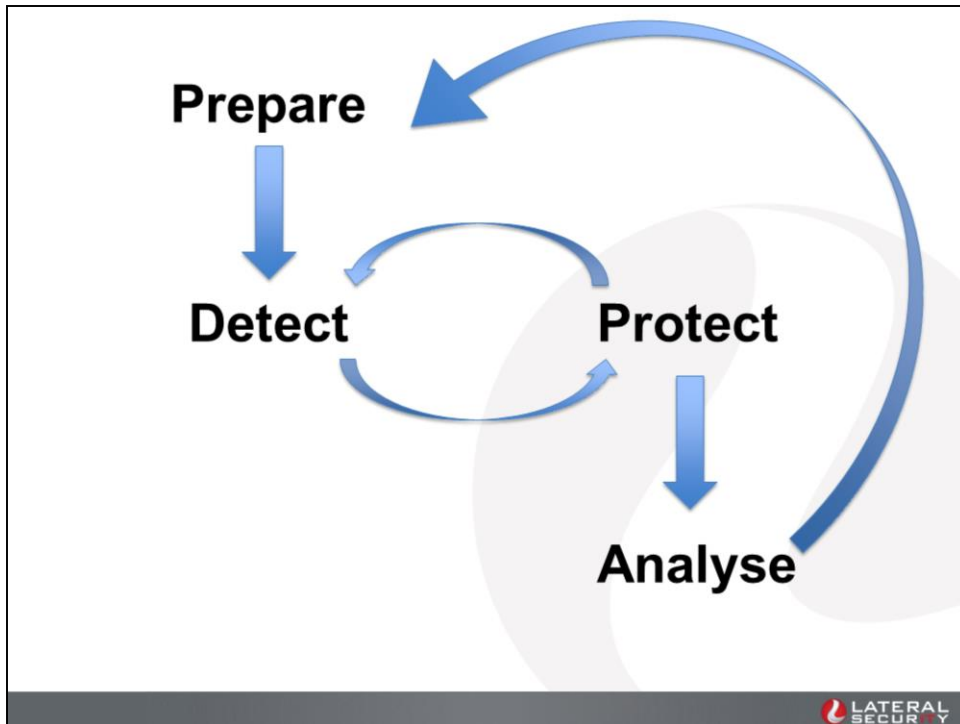 Prepare
Detect
Protect
Analyse
LATERAL
SECURITY